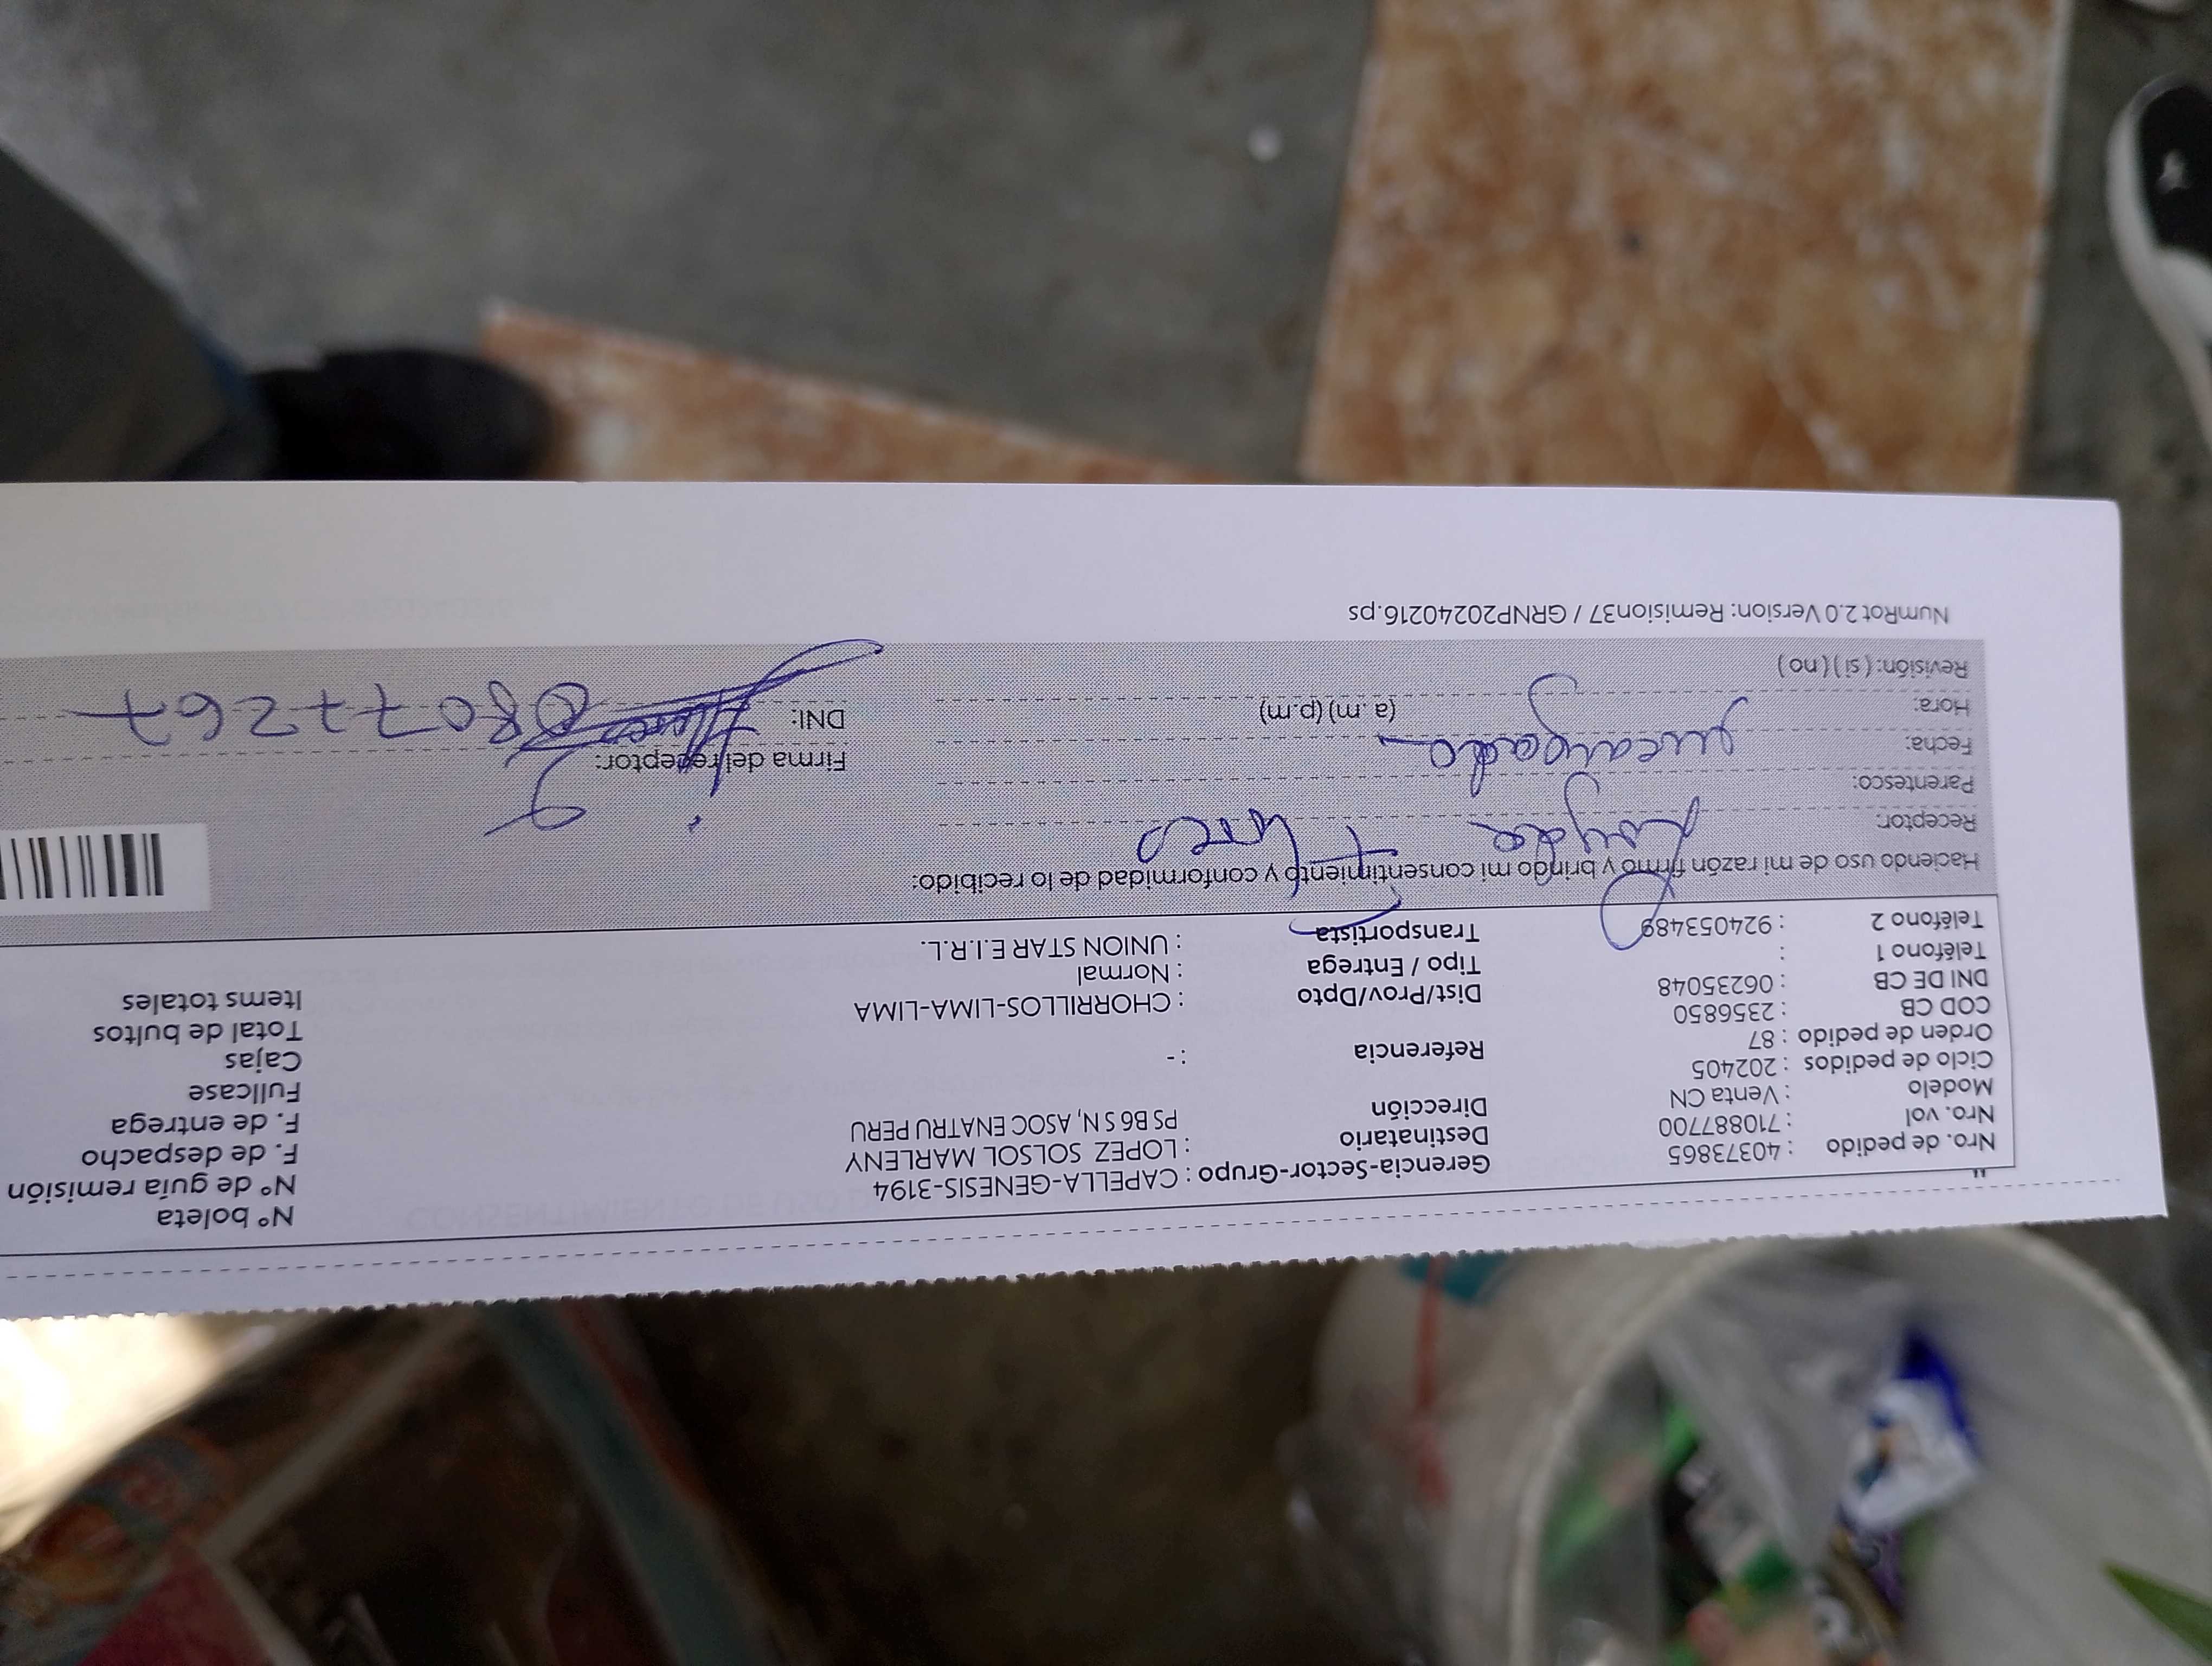 Nº boleta
Nro. de pedido : 40373865 Gerencia-Sector-Grupo : CAPELLA-GENESIS-3194 Nº de guía remisión
Nro. vol. : 710887700 Destinatario : LOPEZ SOLSOL MARLENY F. de despacho
Modelo : Venta CN Dirección PS B6 S N, ASOC ENATRU PERU F. de entrega
Ciclo de pedidos : 202405 Fullcase
Orden de pedido : 87 Referencia : - Cajas
COD CB : 2356850 Total de bultos
DNI DE CB : 06235048 Dist/Prov/Dpto : CHORRILLOS-LIMA-LIMA Items totales
Teléfono 1 : Tipo / Entrega : Normal
Teléfono 2 : 924053489 Transportista : UNION STAR E.I.R.L.
Haciendo uso de mi razón firmo y brindo mi consentimiento y conformidad de lo recibido:
Receptor: Flores
Parentesco: encargado
Fecha: Firma del receptor:
Hora: (a. m) (p.m) DNI: 08077267
Revisión: ( si ) ( no )
NumRot 2.0 Version: Remision37 / GRNP20240216.ps